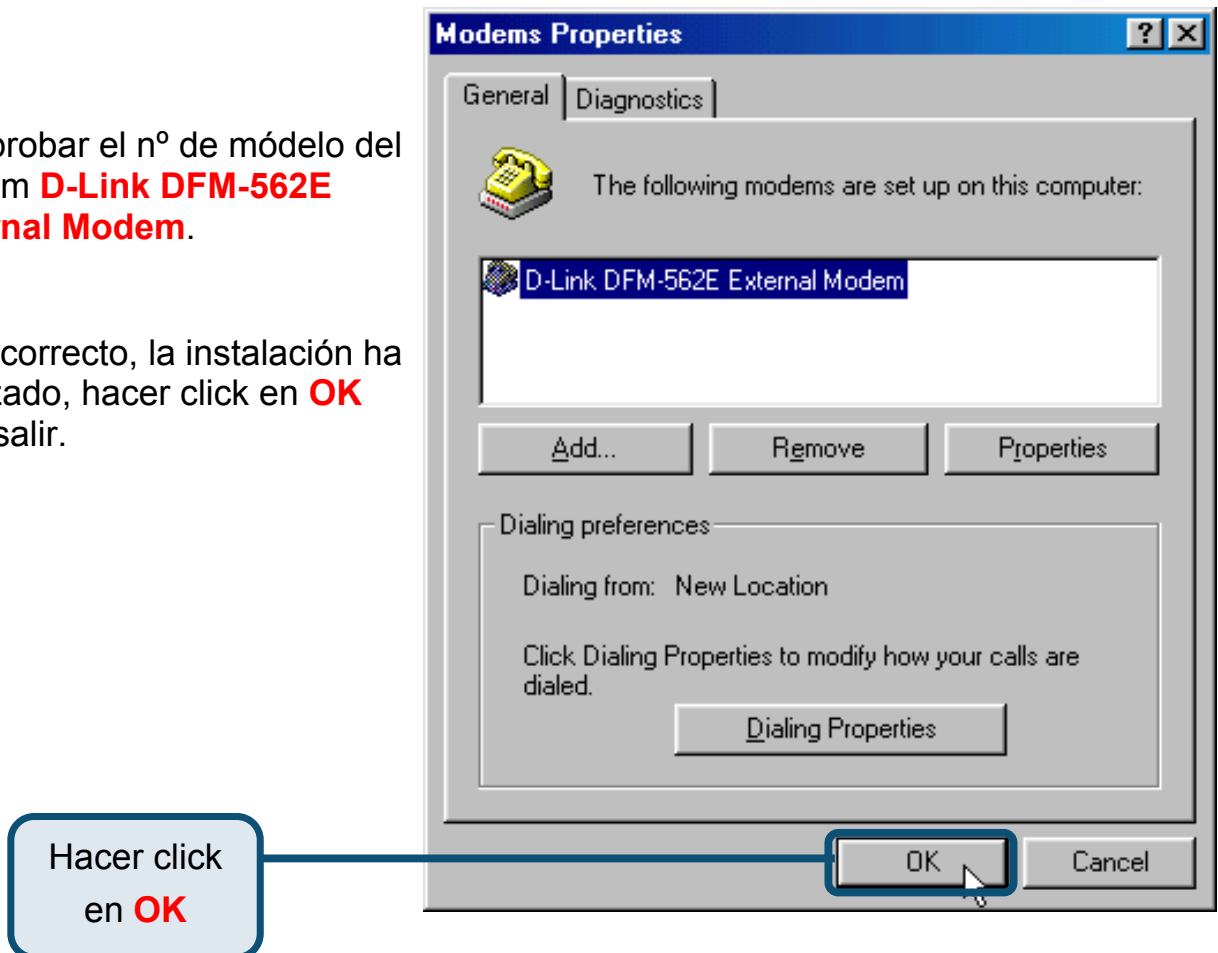 probar el nº de módelo del
m D-Link DFM-562E
rnal Modem.
correcto, la instalación ha
zado, hacer click en OK
salir.
Modems Properties
General
Diagnostics
The following modems are set up on this computer:
D-Link DFM-562E External Modem
Add...
Remove
Properties
Dialing preferences
Dialing from: New Location
Click Dialing Properties to modify how your calls are
dialed.
Dialing Properties
OK
Cancel
Hacer click
en OK